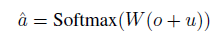 â = Softmax(W(o + u))